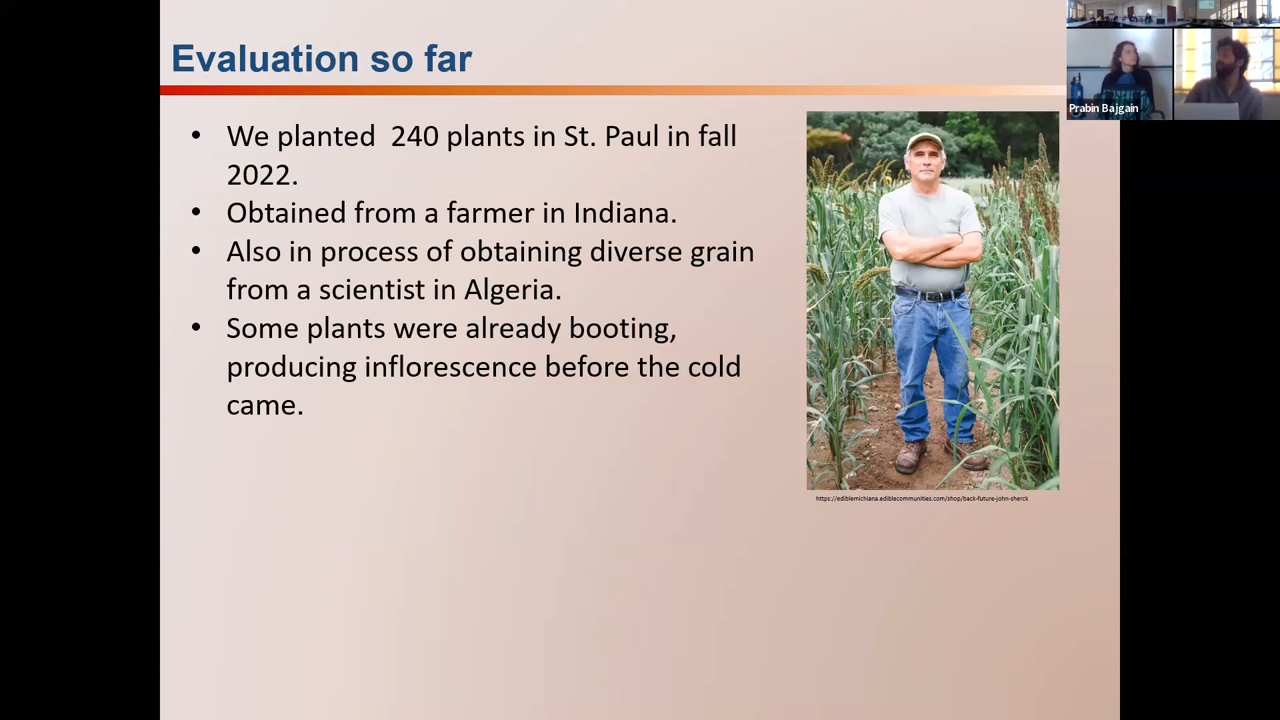 Evaluation so far
• We planted  240 plants in St. Paul in fall
2022.
• Obtained from a farmer in Indiana.
• Also in process of obtaining diverse grain
from a scientist in Algeria.
• Some plants were already booting,
producing inflorescence before the cold
came.
https://ediblemichiana.ediblecommunities.com/shop/back-future-john-sherck
Prabin Bajgain